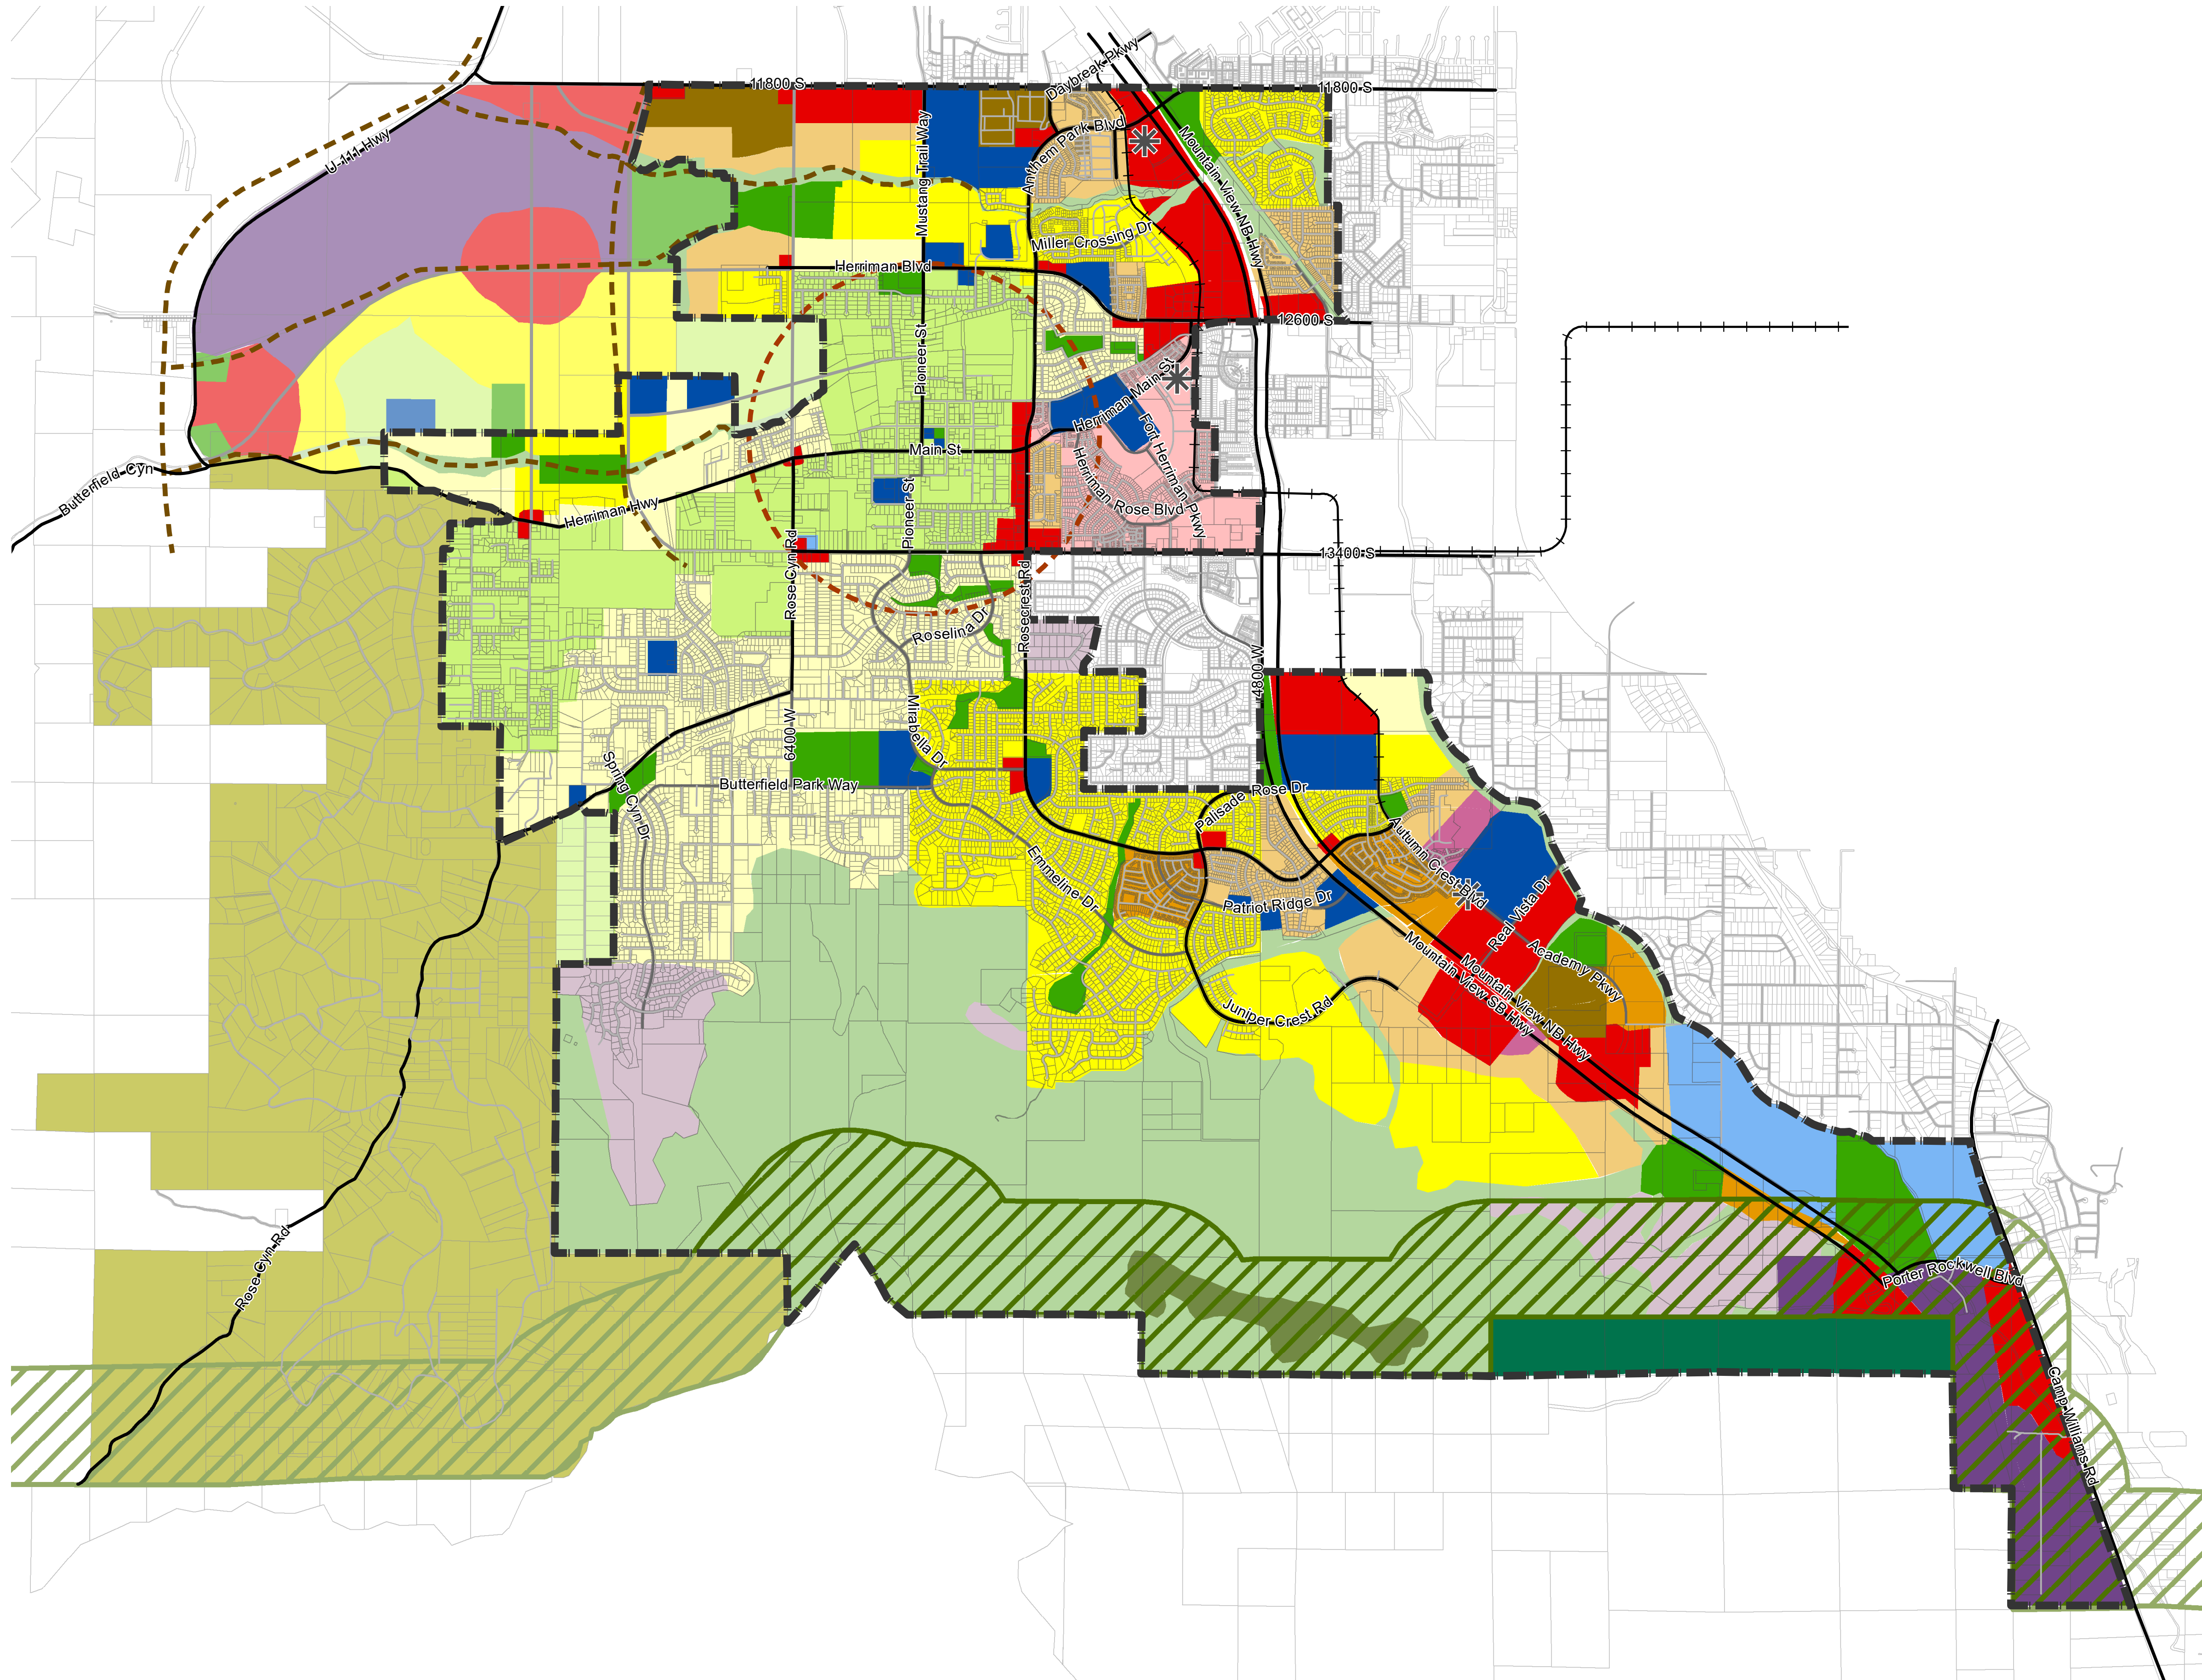 Daybreak Pkwy
11800 S
11800 S
U-111 Hwy
Anthem Park Blvd
Mustang Trail Way
Mountain View NB Hwy
Miller Crossing Dr
Herriman Blvd
12600 S
Pioneer St
Herriman Main St
Fort Herriman Pkwy
Main St
Herriman Rose Blvd
Butterfield Cyn
Herriman Hwy
Pioneer St
13400 S
Rose Cyn Rd
Rosecrest Rd
Roselina Dr
4800 W
6400 W
Mirabella Dr
Spring Cyn Dr
Butterfield Park Way
Palisade Rose Dr
Autumn Crest Blvd
Emmeline Dr
Patriot Ridge Dr
Real Vista Dr
Academy Pkwy
Mountain View SB Hwy
Mountain View NB Hwy
Juniper Crest Rd
Rose Cyn Rd
Porter Rockwell Blvd
Camp Williams Rd